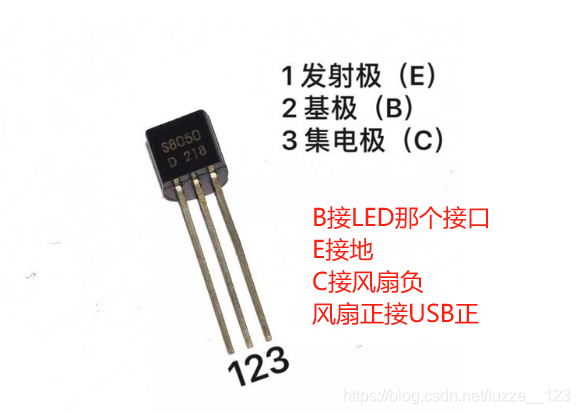 S8050
D 218
1 发射极（E）
2 基极（B）
3 集电极（C）
B接LED那个接口
E接地
C接风扇负
风扇正接USB正
123
https://blog.csdn.net/luzze__123